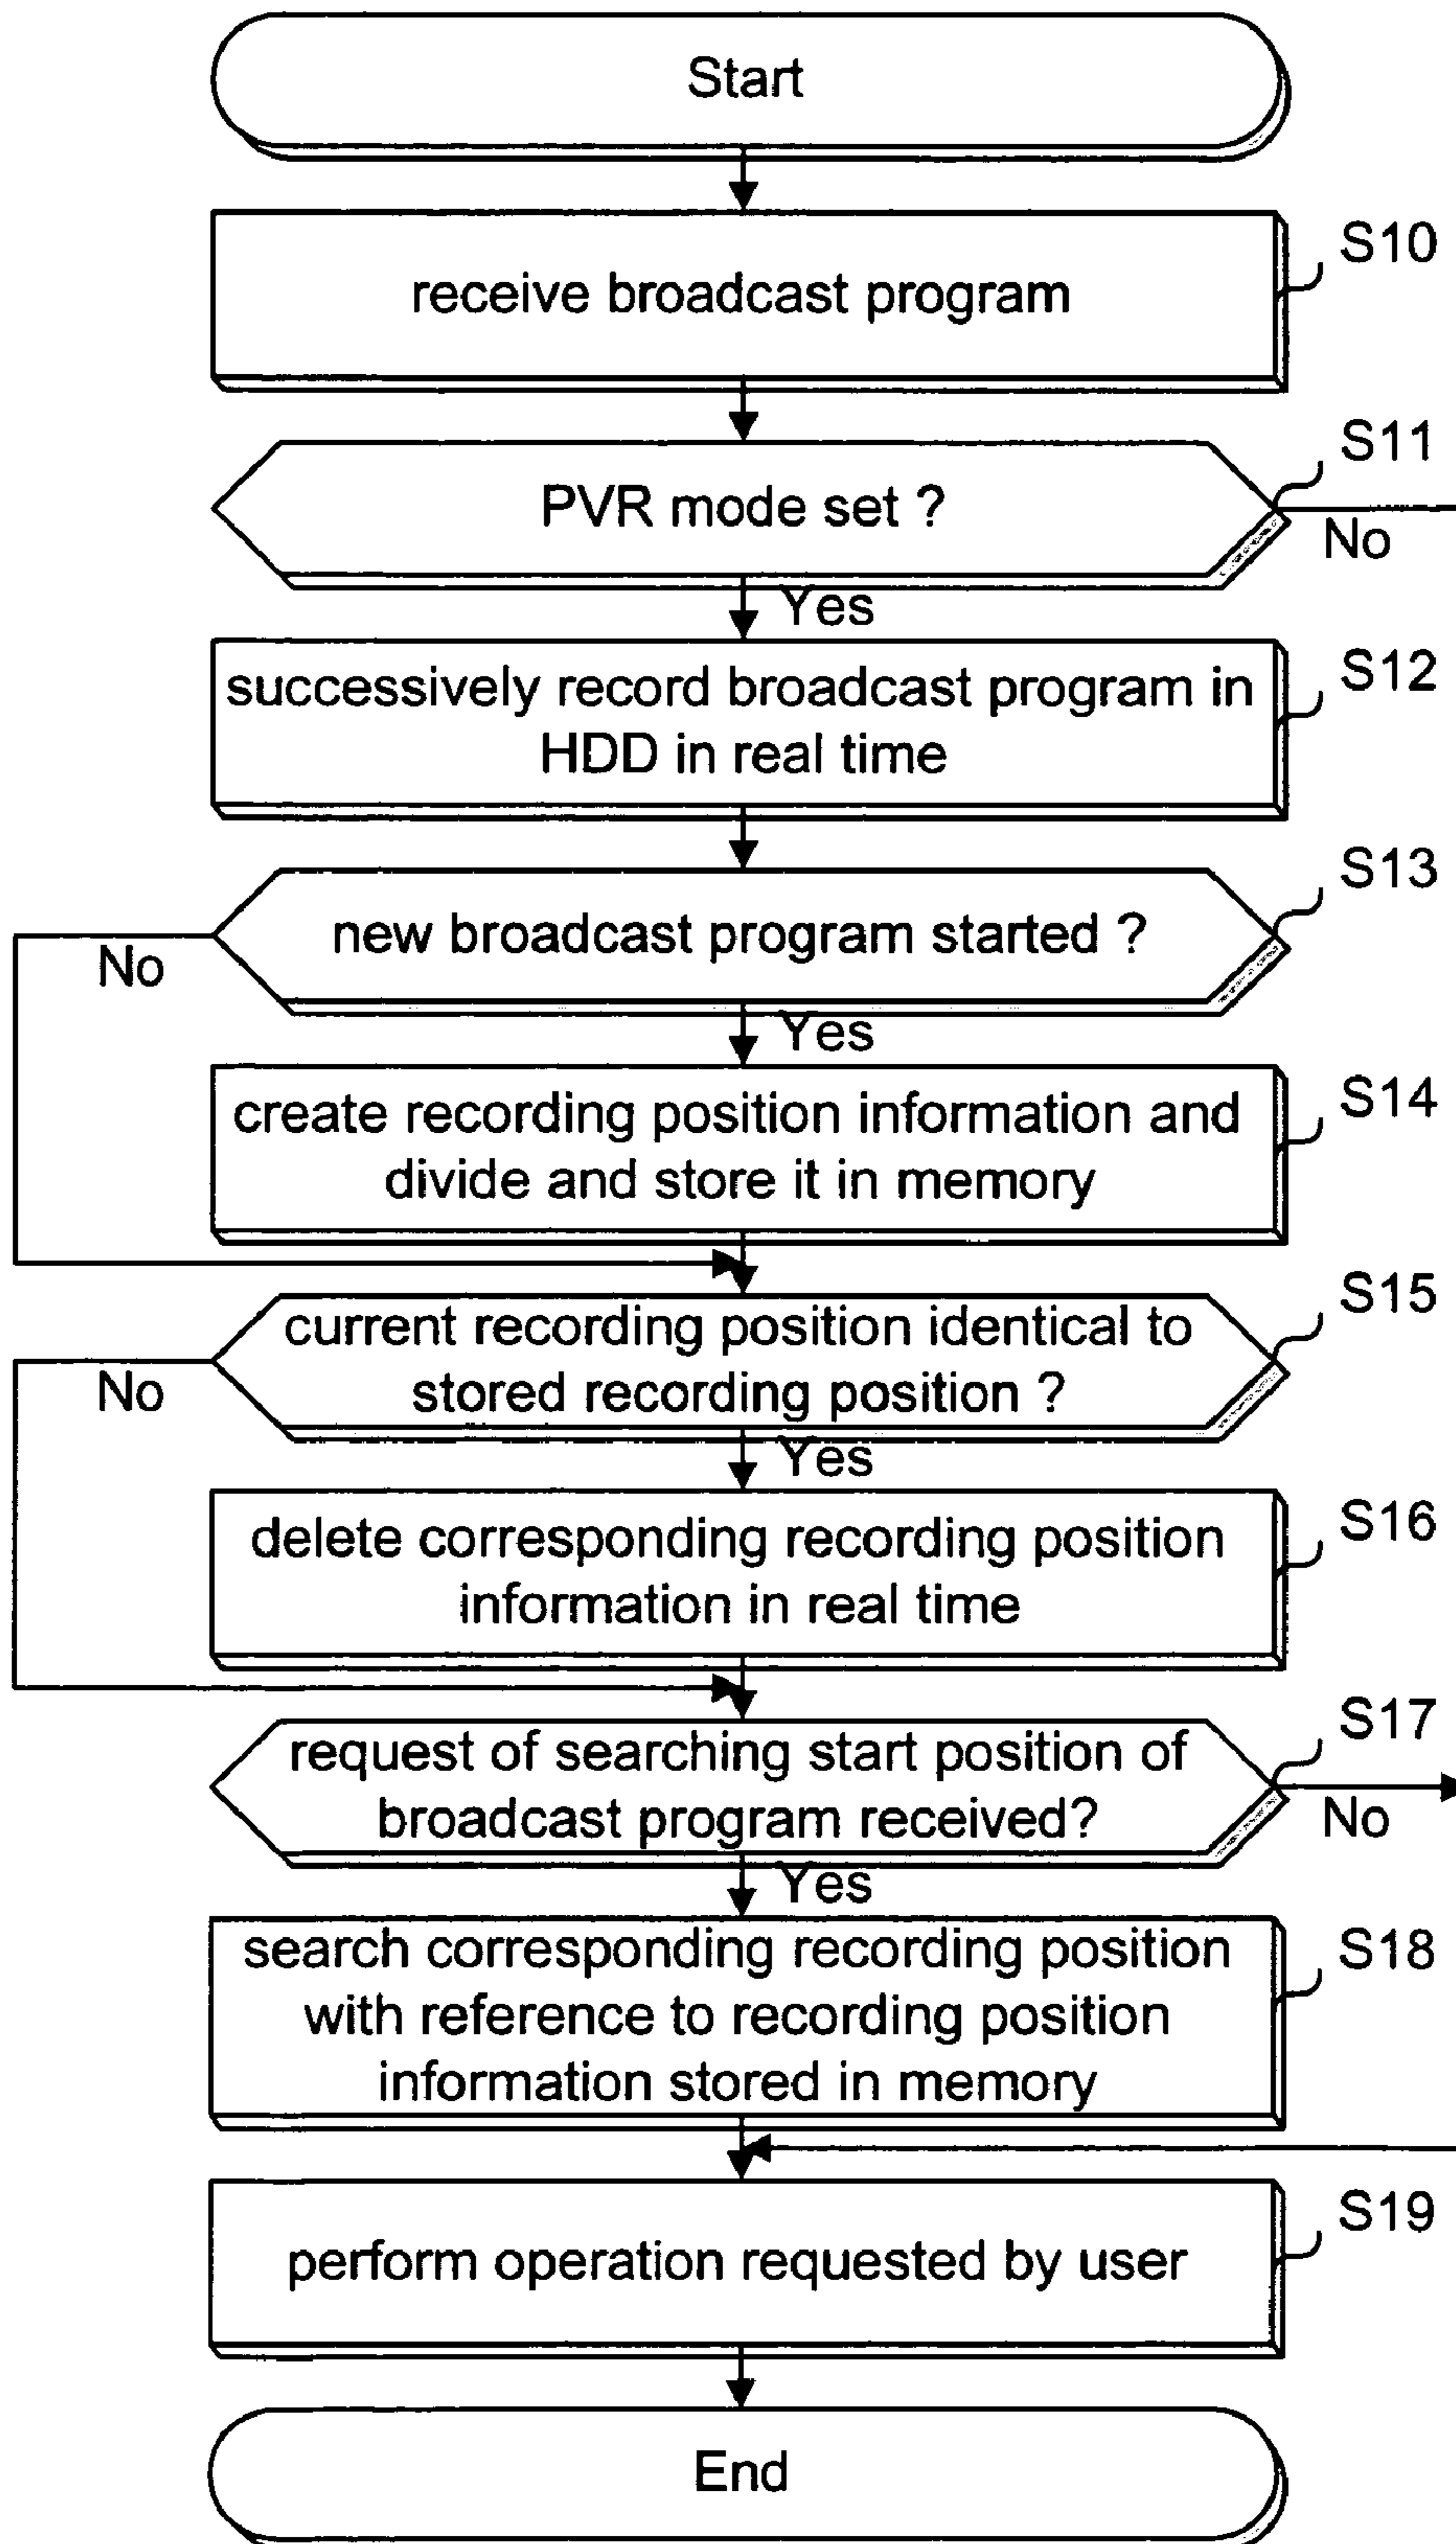 Start
receive broadcast program
S10
PVR mode set ?
S11
No
Yes
successively record broadcast program in
HDD in real time
S12
new broadcast program started ?
S13
No
Yes
create recording position information and
divide and store it in memory
S14
current recording position identical to
stored recording position ?
S15
No
Yes
delete corresponding recording position
information in real time
S16
request of searching start position of
broadcast program received?
S17
No
Yes
search corresponding recording position
with reference to recording position
information stored in memory
S18
perform operation requested by user
S19
End